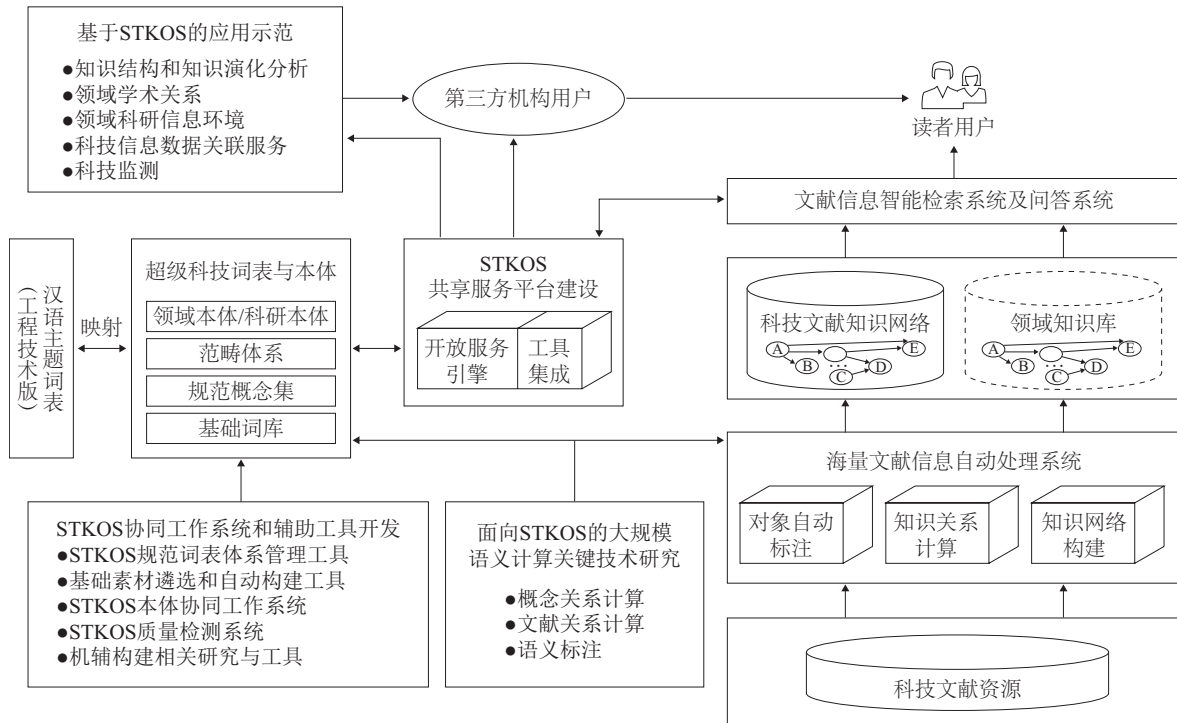 基于STKOS的应用示范
●知识结构和知识演化分析
●领域学术关系
●领域科研信息环境
●科技信息数据关联服务
●科技监测
第三方机构用户
读者用户
文献信息智能检索系统及问答系统
汉语主题词表
(工程技术版)
映射
超级科技词表与本体
领域本体/科研本体
范畴体系
规范概念集
基础词库
STKOS
共享服务平台建设
开放服务
引擎
工具
集成
科技文献知识网络
A
E
B
D
…
C
领域知识库
A
E
B
D
…
C
海量文献信息自动处理系统
对象自动
标注
知识关系
计算
知识网络
构建
STKOS协同工作系统和辅助工具开发
●STKOS规范词表体系管理工具
●基础素材遴选和自动构建工具
●STKOS本体协同工作系统
●STKOS质量检测系统
●机辅构建相关研究与工具
面向STKOS的大规模
语义计算关键技术研究
●概念关系计算
●文献关系计算
●语义标注
科技文献资源